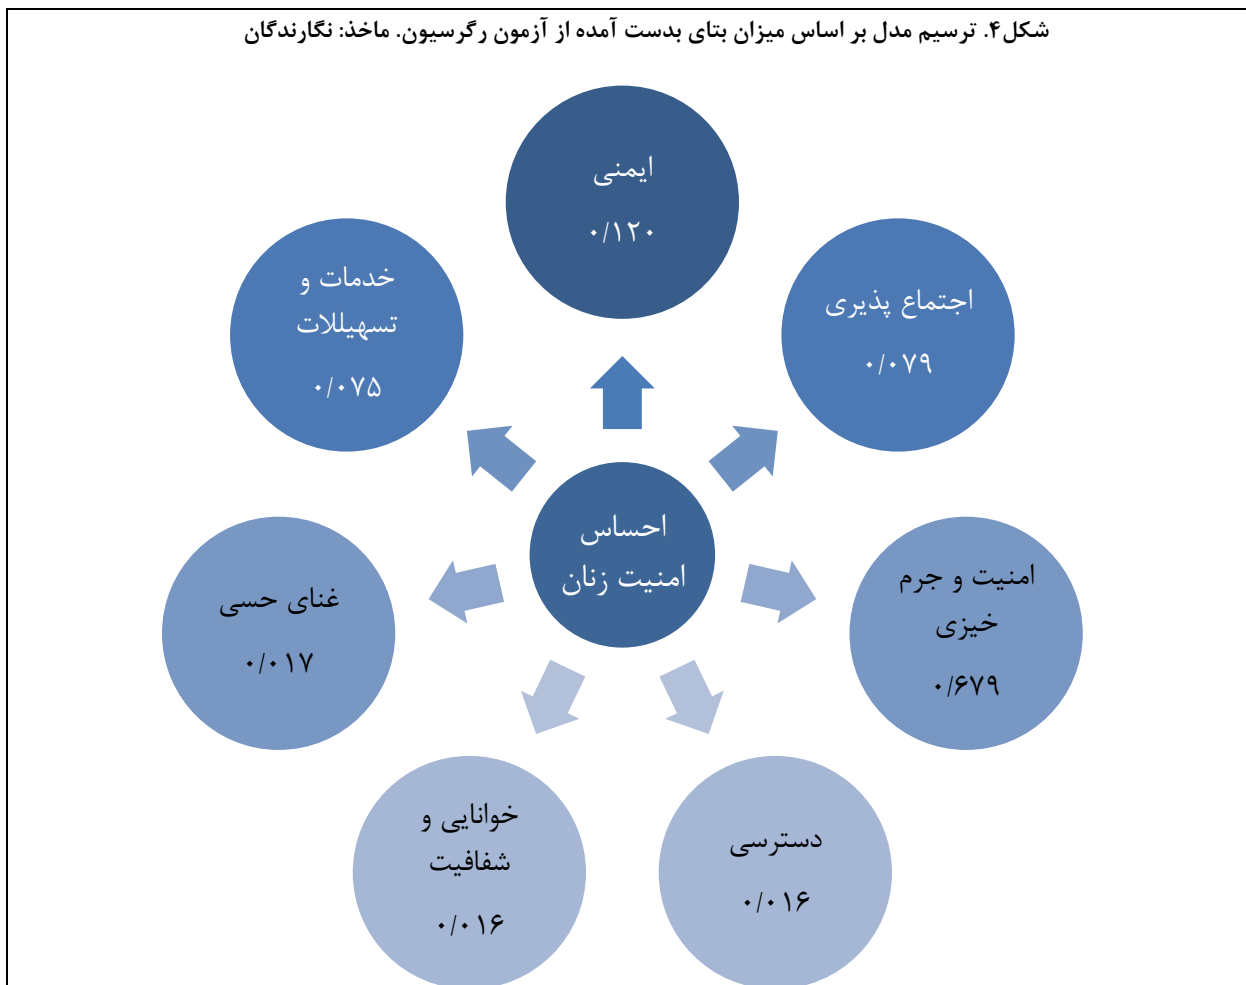 شکل۴. ترسیم مدل بر اساس میزان بتای بدست آمده از آزمون رگرسیون. ماخذ: نگارندگان
ایمنی
۰/۱۲۰
اجتماع پذیری
۰/۰۷۹
امنیت و جرم
خیزی
۰/۶۷۹
دسترسی
۰/۰۱۶
خوانایی و
شفافیت
۰/۰۱۶
غنای حسی
۰/۰۱۷
خدمات و
تسهیللات
۰/۰۷۵
احساس
امنیت زنان